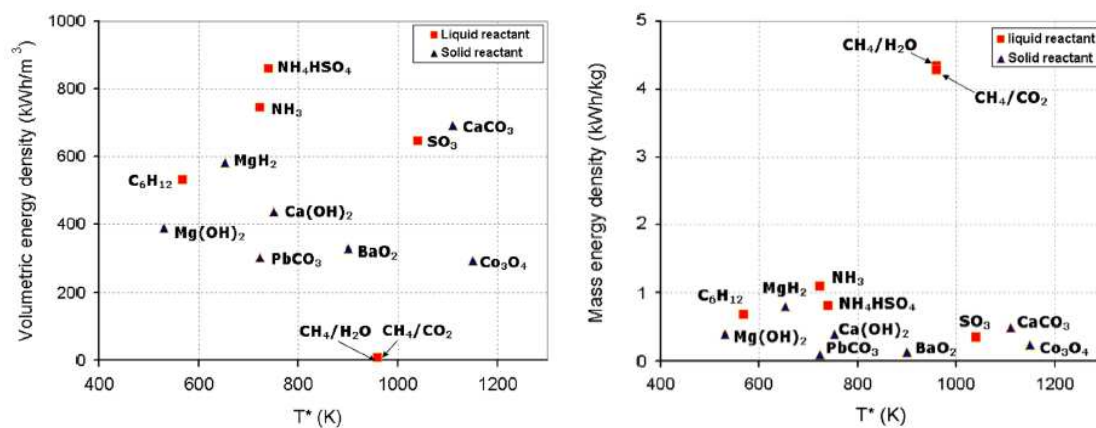 1000
800
600
400
200
0
Volumetric energy density (kWh/m³)
Liquid reactant
Solid reactant
NH₄HSO₄
NH₃
CaCO₃
SO₃
MgH₂
C₆H₁₂
Ca(OH)₂
Mg(OH)₂
BaO₂
PbCO₃
Co₃O₄
CH₄/H₂O CH₄/CO₂
400 600 800 1000 1200
T* (K)
5
4
3
2
1
0
Mass energy density (kWh/kg)
liquid reactant
Solid reactant
CH₄/H₂O
CH₄/CO₂
NH₃
MgH₂
C₆H₁₂
NH₄HSO₄
SO₃
CaCO₃
Ca(OH)₂
Mg(OH)₂
PbCO₃
BaO₂
Co₃O₄
400 600 800 1000 1200
T* (K)